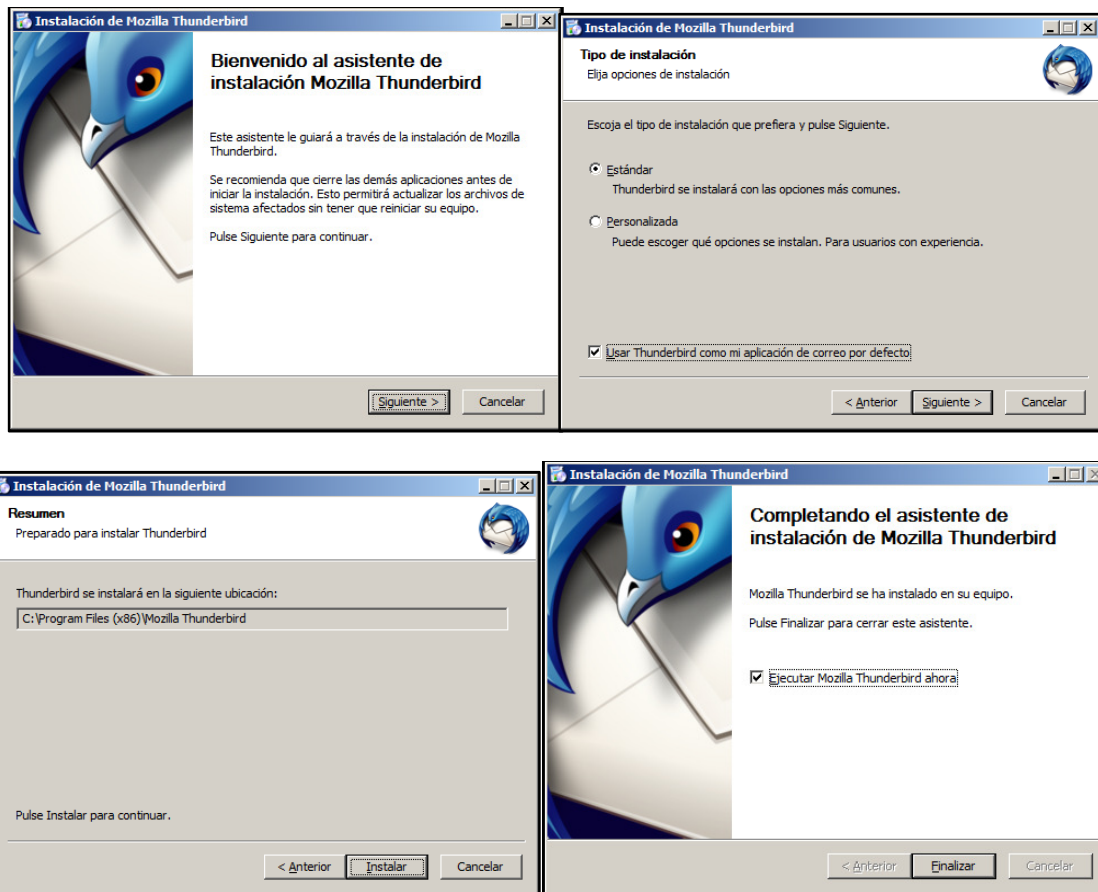 Instalación de Mozilla Thunderbird
Bienvenido al asistente de
instalación Mozilla Thunderbird
Este asistente le guiará a través de la instalación de Mozilla
Thunderbird.
Se recomienda que cierre las demás aplicaciones antes de
iniciar la instalación. Esto permitirá actualizar los archivos de
sistema afectados sin tener que reiniciar su equipo.
Pulse Siguiente para continuar.
Siguiente > Cancelar
Instalación de Mozilla Thunderbird
Tipo de instalación
Elija opciones de instalación
Escoja el tipo de instalación que prefiera y pulse Siguiente.
Estándar
Thunderbird se instalará con las opciones más comunes.
Personalizada
Puede escoger qué opciones se instalan. Para usuarios con experiencia.
Usar Thunderbird como mi aplicación de correo por defecto
< Anterior Siguiente > Cancelar
Instalación de Mozilla Thunderbird
Resumen
Preparado para instalar Thunderbird
Thunderbird se instalará en la siguiente ubicación:
C:\Program Files (x86)\Mozilla Thunderbird
Pulse Instalar para continuar.
< Anterior Instalar Cancelar
Instalación de Mozilla Thunderbird
Completando el asistente de
instalación de Mozilla Thunderbird
Mozilla Thunderbird se ha instalado en su equipo.
Pulse Finalizar para cerrar este asistente.
Ejecutar Mozilla Thunderbird ahora
< Anterior Finalizar Cancelar